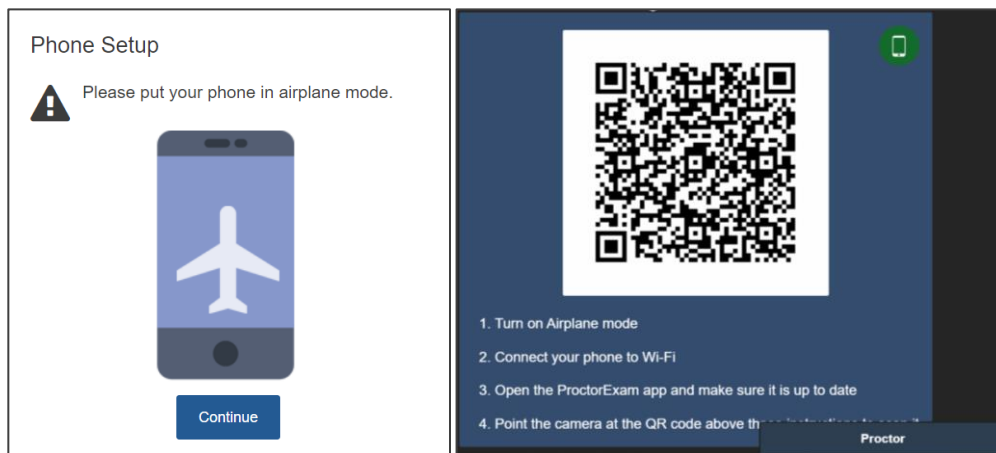 Phone Setup
Please put your phone in airplane mode.
Continue
1. Turn on Airplane mode
2. Connect your phone to Wi-Fi
3. Open the ProctorExam app and make sure it is up to date
4. Point the camera at the QR code above
Proctor